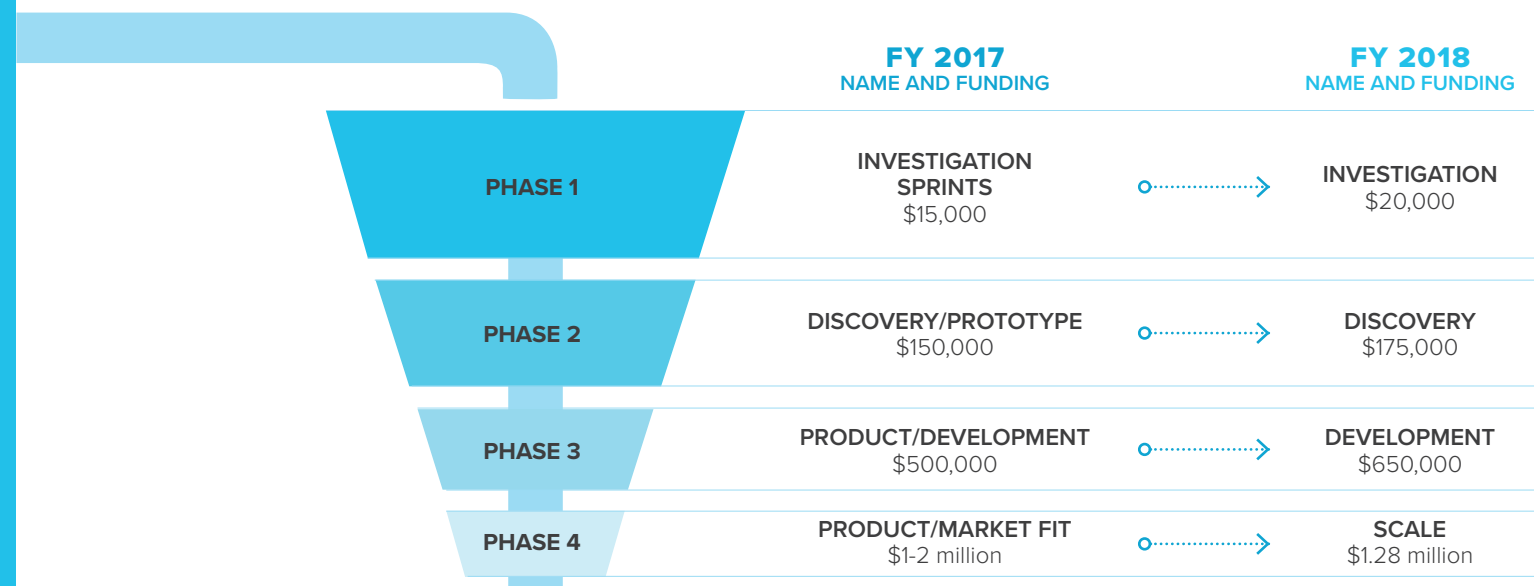 FY 2017
NAME AND FUNDING
FY 2018
NAME AND FUNDING
PHASE 1
INVESTIGATION
SPRINTS
$15,000
INVESTIGATION
$20,000
PHASE 2
DISCOVERY/PROTOTYPE
$150,000
DISCOVERY
$175,000
PHASE 3
PRODUCT/DEVELOPMENT
$500,000
DEVELOPMENT
$650,000
PHASE 4
PRODUCT/MARKET FIT
$1-2 million
SCALE
$1.28 million